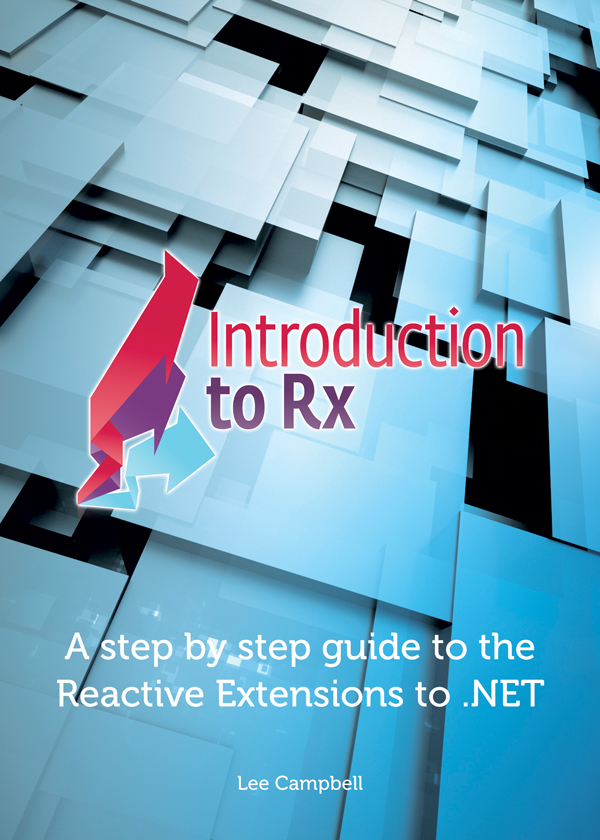 Introduction
to Rx
A step by step guide to the
Reactive Extensions to .NET
Lee Campbell